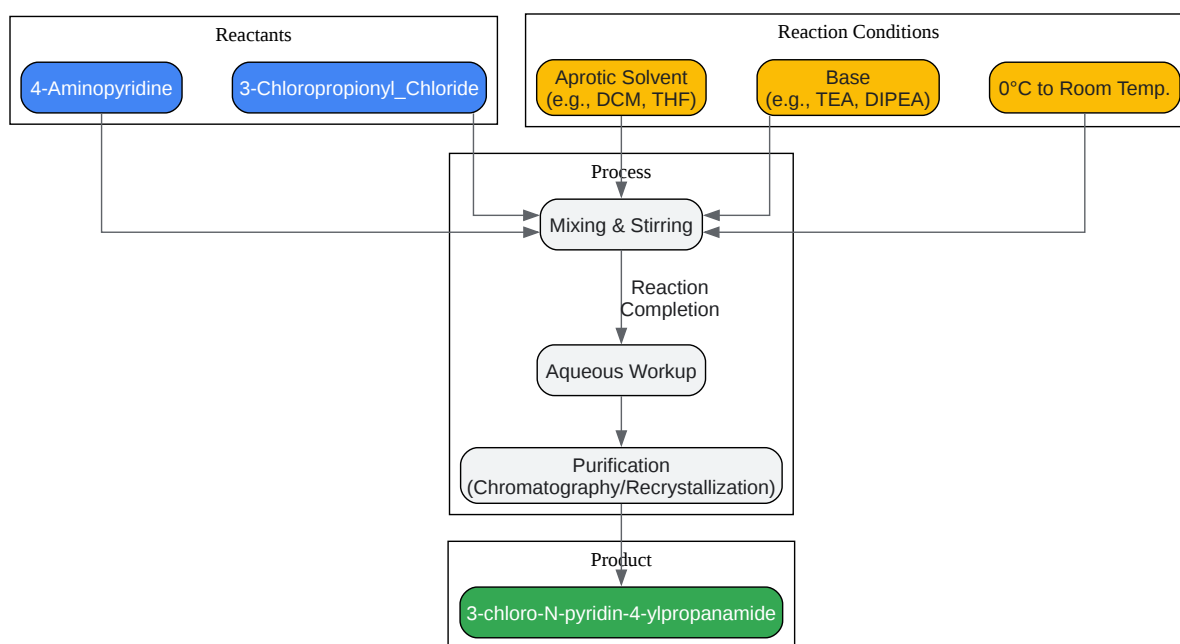 Reactants
4-Aminopyridine
3-Chloropropionyl_Chloride
Reaction Conditions
Aprotic Solvent
(e.g., DCM, THF)
Base
(e.g., TEA, DIPEA)
0°C to Room Temp.
Process
Mixing & Stirring
Reaction
Completion
Aqueous Workup
Purification
(Chromatography/Recrystallization)
Product
3-chloro-N-pyridin-4-ylpropanamide